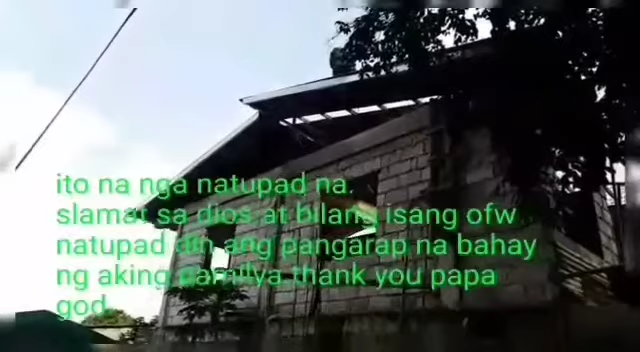 ito na nga natupad na.
slamat sa dios at bilang isang ofw
natupad din ang pangarap na bahay
ng aking pamilya thank you papa
god.